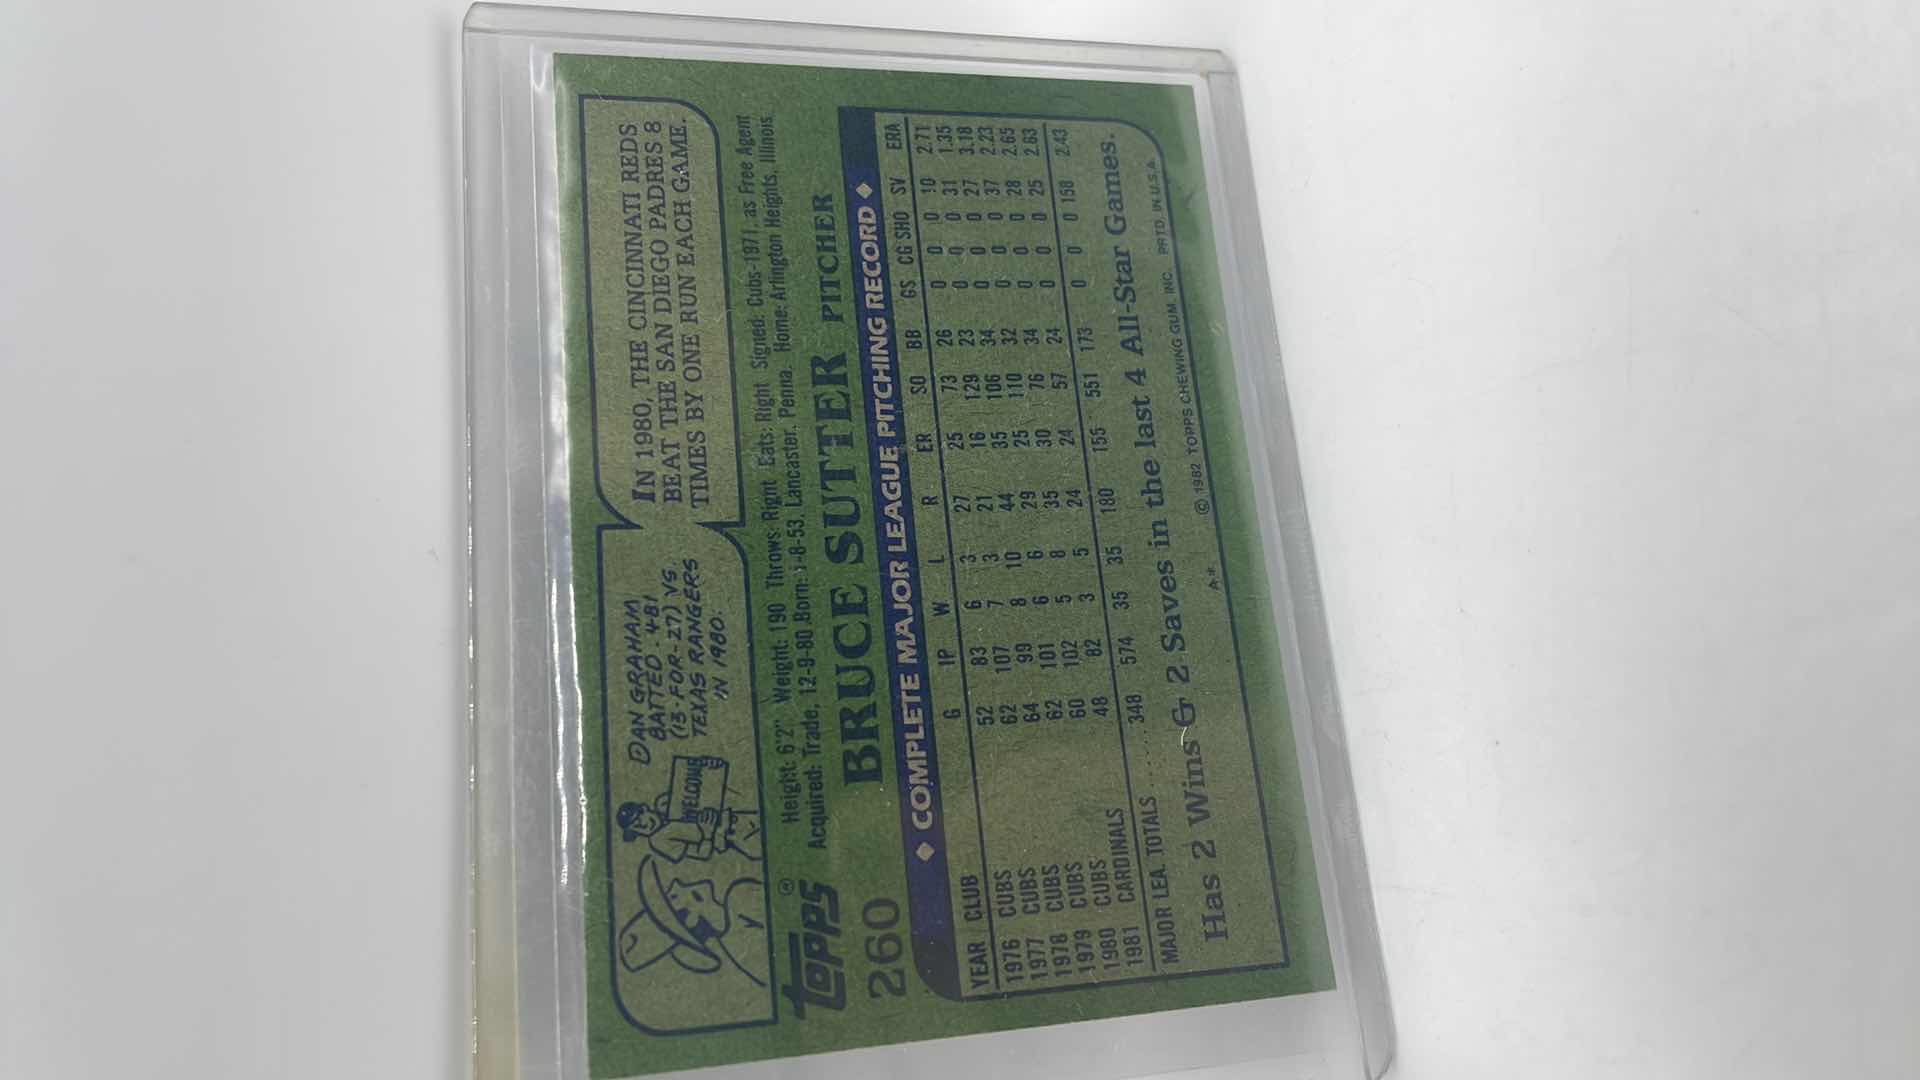 DAN GRAHAM
BATTED .481
(13-FOR-27) VS.
TEXAS RANGERS
IN 1980.
WELCOME
IN 1980, THE CINCINNATI REDS
BEAT THE SAN DIEGO PADRES 8
TIMES BY ONE RUN EACH GAME.
TOPPS®
260
Height: 6'2" Weight: 190 Throws: Right Bats: Right Signed: Cubs-1971, as Free Agent
Acquired: Trade, 12-9-80 Born: 1-8-53, Lancaster, Penna. Home: Arlington Heights, Illinois
BRUCE SUTTER PITCHER
◆ COMPLETE MAJOR LEAGUE PITCHING RECORD ◆
YEAR CLUB G IP W L R ER SO BB GS CG SHO SV ERA
1976 CUBS 52 83 6 3 27 25 73 26 0 0 0 10 2.71
1977 CUBS 62 107 7 3 21 16 129 23 0 0 0 31 1.35
1978 CUBS 64 99 8 10 44 35 106 34 0 0 0 27 3.18
1979 CUBS 62 101 6 6 29 25 110 32 0 0 0 37 2.23
1980 CUBS 60 102 5 8 35 30 76 34 0 0 0 28 2.65
1981 CARDINALS 48 82 3 5 24 24 57 24 0 0 0 25 2.63
MAJOR LEA. TOTALS ...... 348 574 35 35 180 155 551 173 0 0 0 158 2.43
Has 2 Wins & 2 Saves in the last 4 All-Star Games.
A* © 1982 TOPPS CHEWING GUM, INC. PRTD. IN U.S.A.